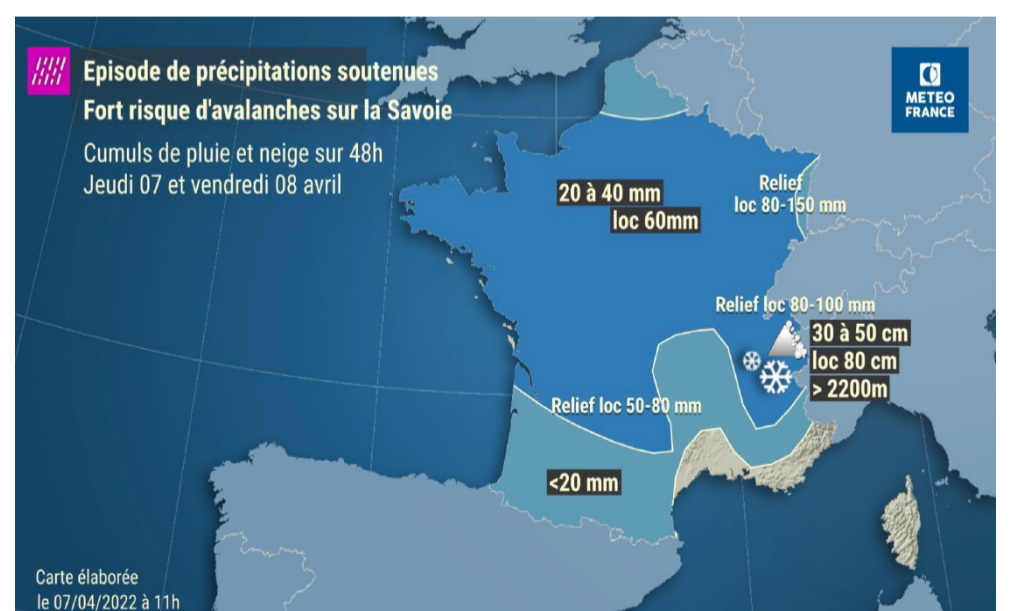 Episode de précipitations soutenues
Fort risque d'avalanches sur la Savoie
Cumuls de pluie et neige sur 48h
Jeudi 07 et vendredi 08 avril
METEO
FRANCE
20 à 40 mm
loc 60mm
Relief
loc 80-150 mm
Relief loc 80-100 mm
30 à 50 cm
loc 80 cm
> 2200m
Relief loc 50-80 mm
<20 mm
Carte élaborée
le 07/04/2022 à 11h